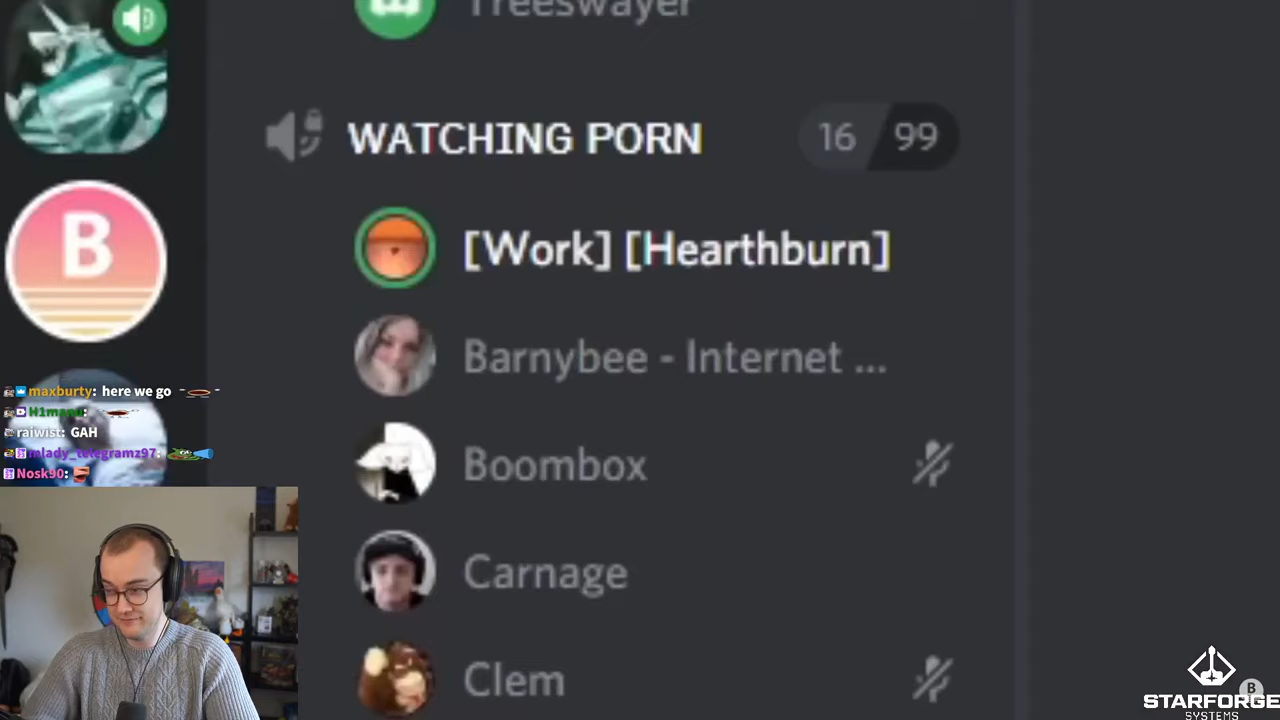 Treeswayer
WATCHING PORN
16 99
[Work] [Hearthburn]
B
Barnybee - Internet ...
maxburty: here we go
H1manu:
raiwist: GAH
Boombox
Nosk90:
Carnage
Clem
B
STARFORGE
SYSTEMS